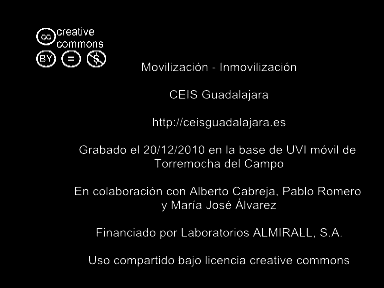 cc creative
commons
BY = $
Movilización - Inmovilización
CEIS Guadalajara
http://ceisguadalajara.es
Grabado el 20/12/2010 en la base de UVI móvil de
Torremocha del Campo
En colaboración con Alberto Cabreja, Pablo Romero
y María José Álvarez
Financiado por Laboratorios ALMIRALL, S.A.
Uso compartido bajo licencia creative commons